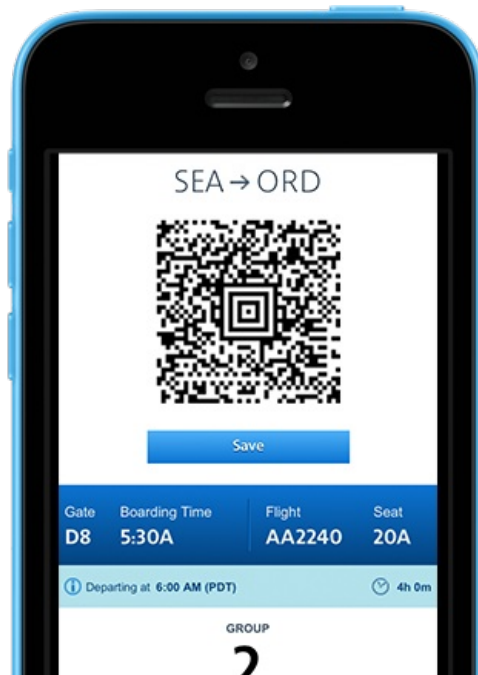 SEA→ORD
Save
Gate Boarding Time Flight Seat
D8 5:30A AA2240 20A
Departing at 6:00 AM (PDT) 4h 0m
GROUP
2